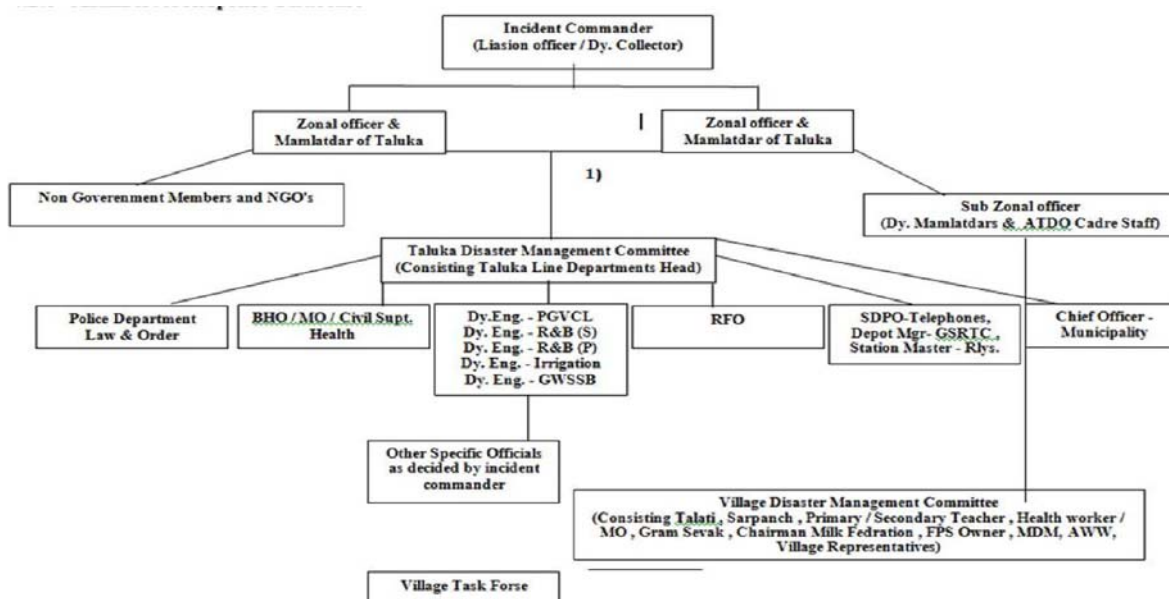 Incident Commander
(Liasion officer / Dy. Collector)
Zonal officer &
Mamlatdar of Taluka
Zonal officer &
Mamlatdar of Taluka
1)
Non Goverenment Members and NGO's
Sub Zonal officer
(Dy. Mamlatdars & ATDO Cadre Staff)
Taluka Disaster Management Committee
(Consisting Taluka Line Departments Head)
Police Department
Law & Order
BHO / MO / Civil Supt.
Health
Dy.Eng. - PGVCL
Dy. Eng. - R&B (S)
Dy. Eng. - R&B (P)
Dy. Eng. - Irrigation
Dy. Eng. - GWSSB
RFO
SDPO-Telephones,
Depot Mgr- GSRTC ,
Station Master - Rlys.
Chief Officer -
Municipality
Other Specific Officials
as decided by incident
commander
Village Disaster Management Committee
(Consisting Talati , Sarpanch , Primary / Secondary Teacher , Health worker /
MO , Gram Sevak , Chairman Milk Fedration , FPS Owner , MDM, AWW,
Village Representatives)
Village Task Forse